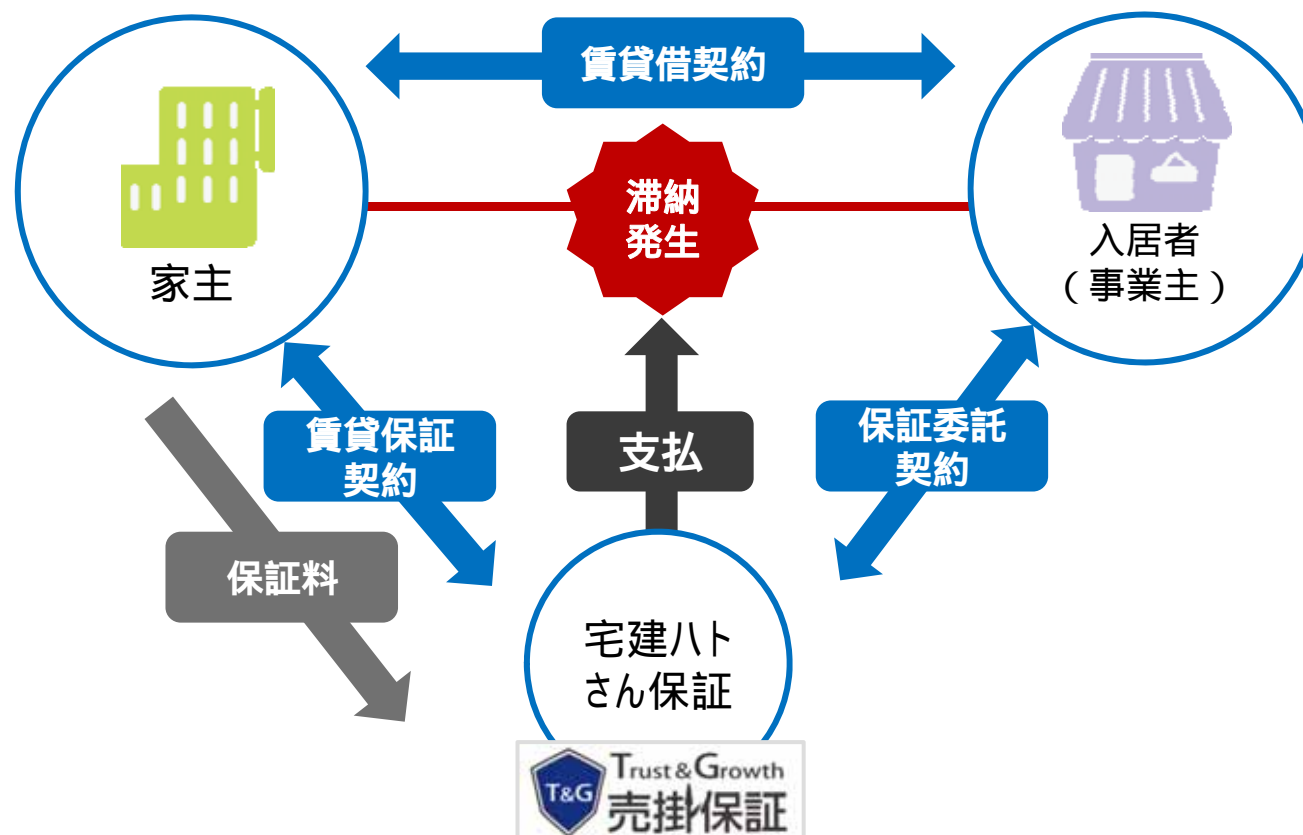 賃貸借契約
滞納
発生
家主
入居者
（事業主）
賃貸保証
契約
支払
保証委託
契約
保証料
宅建ハト
さん保証
T&G
Trust&Growth
売掛保証